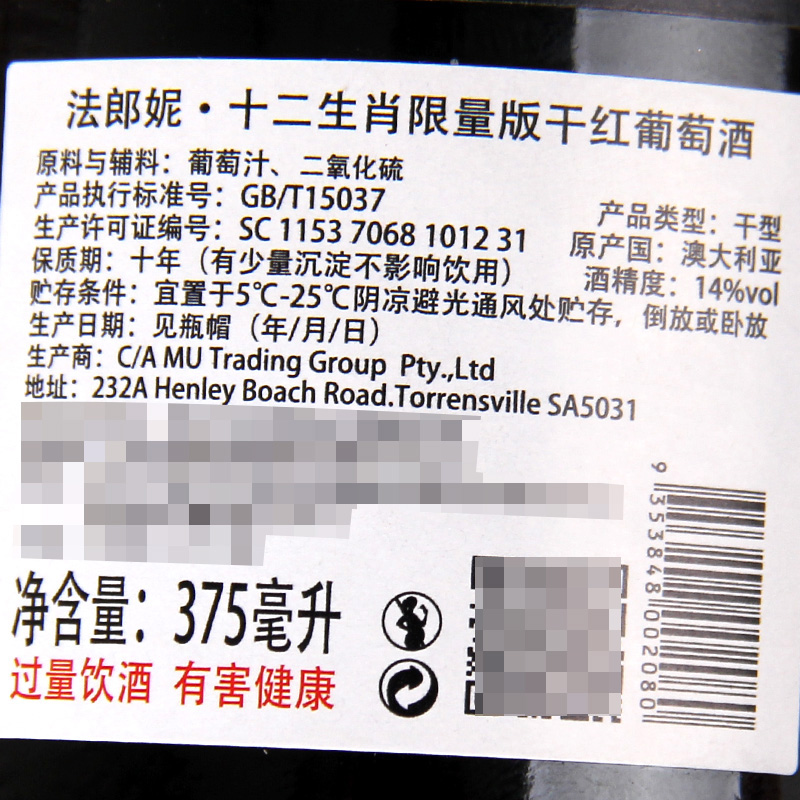 法郎妮·十二生肖限量版干红葡萄酒
原料与辅料：葡萄汁、二氧化硫
产品执行标准号：GB/T15037
产品类型：干型
生产许可证编号：SC 1153 7068 1012 31
原产国：澳大利亚
保质期：十年（有少量沉淀不影响饮用）
酒精度：14%vol
贮存条件：宜置于5℃-25℃阴凉避光通风处贮存，倒放或卧放
生产日期：见瓶帽（年/月/日）
生产商：C/A MU Trading Group Pty.,Ltd
地址：232A Henley Boach Road.Torrensville SA5031
净含量：375毫升
过量饮酒 有害健康
9 353848 002080